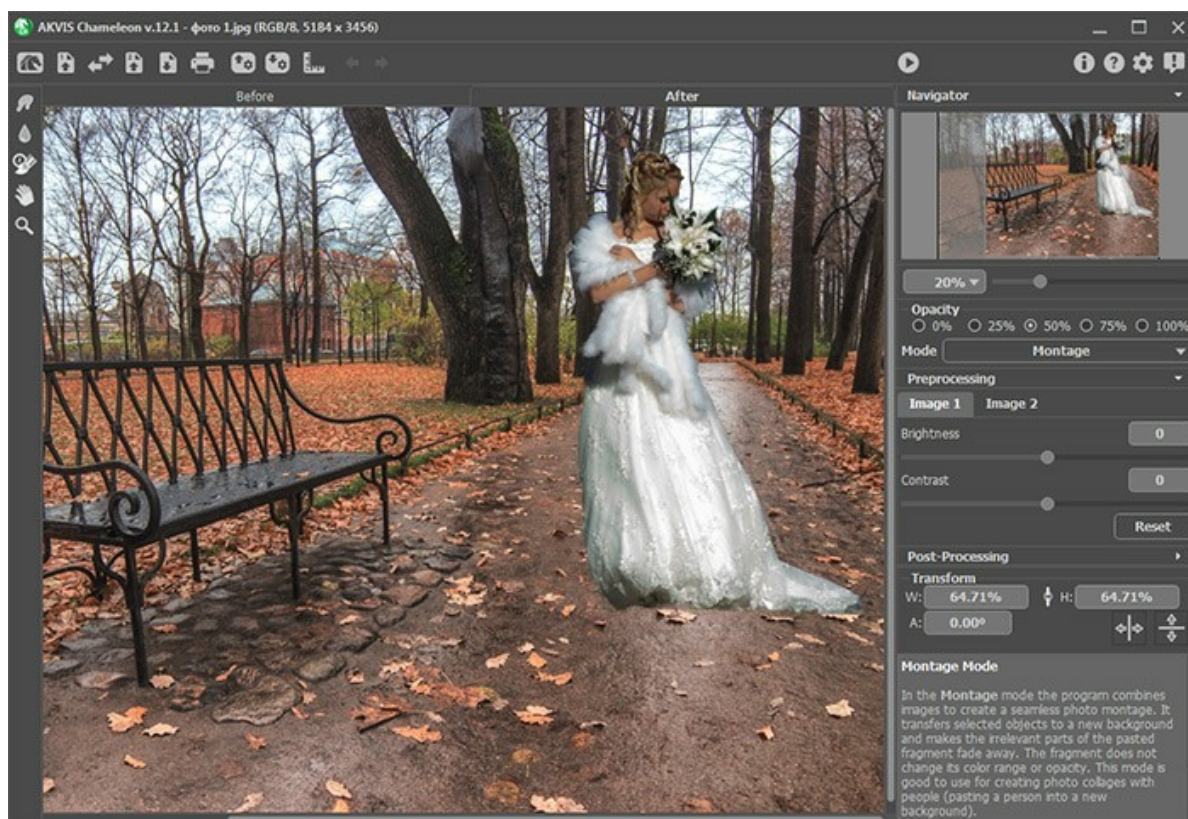 AKVIS Chameleon v.12.1 - фото 1.jpg (RGB/8, 5184 x 3456)
Before
After
Navigator
20%
Opacity
0% 25% 50% 75% 100%
Mode Montage
Preprocessing
Image 1 Image 2
Brightness 0
Contrast 0
Reset
Post-Processing
Transform
W: 64.71% H: 64.71%
A: 0.00º
Montage Mode
In the Montage mode the program combines
images to create a seamless photo montage. It
transfers selected objects to a new background
and makes the irrelevant parts of the pasted
fragment fade away. The fragment does not
change its color range or opacity. This mode is
good to use for creating photo collages with
people (pasting a person into a new
background).